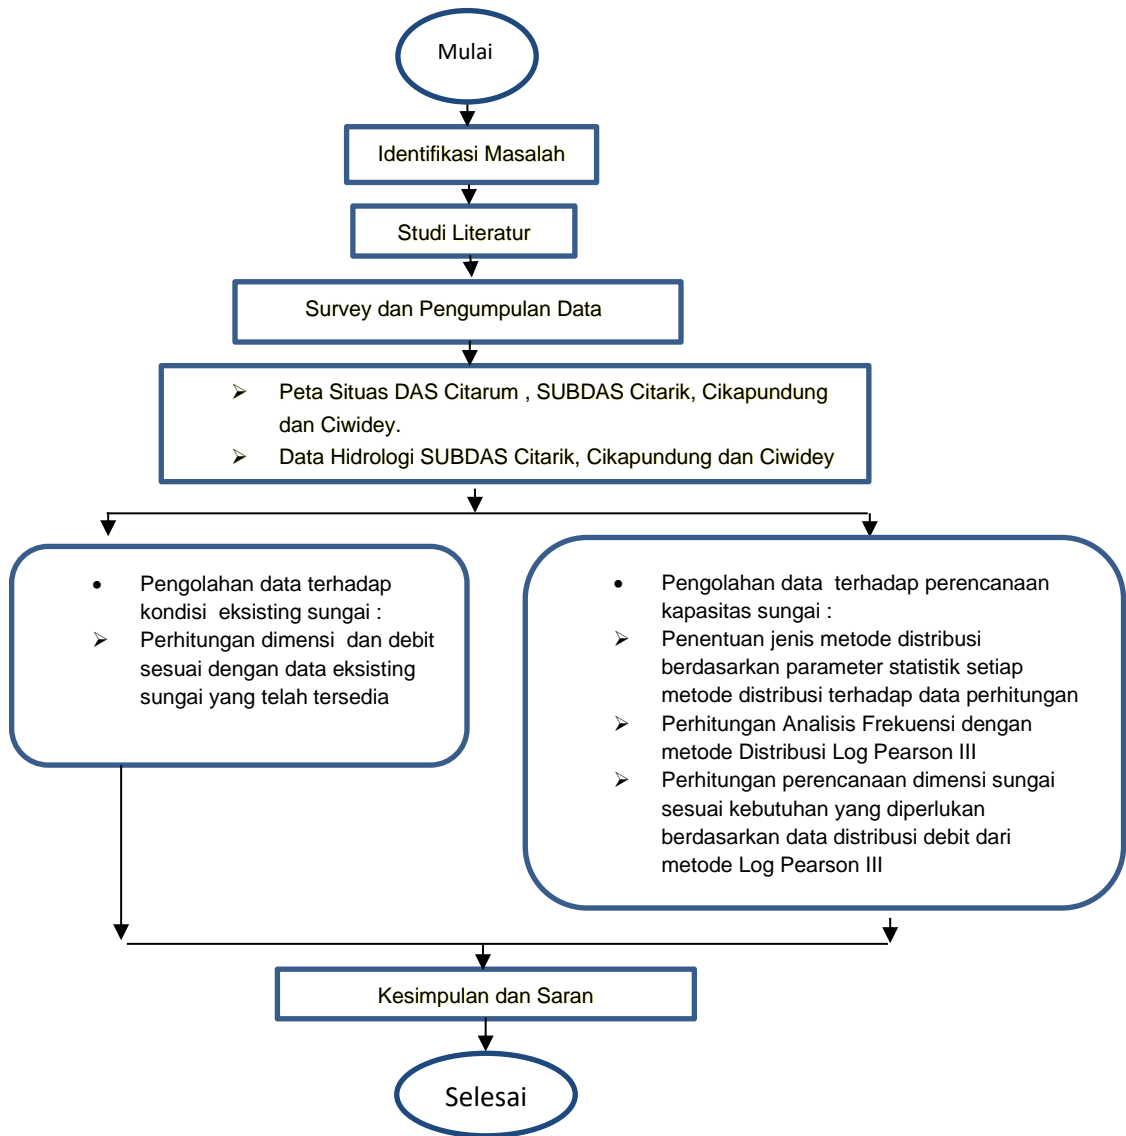 Mulai
Identifikasi Masalah
Studi Literatur
Survey dan Pengumpulan Data
➢ Peta Situas DAS Citarum , SUBDAS Citarik, Cikapundung
dan Ciwidey.
➢ Data Hidrologi SUBDAS Citarik, Cikapundung dan Ciwidey
• Pengolahan data terhadap
kondisi eksisting sungai :
➢ Perhitungan dimensi dan debit
sesuai dengan data eksisting
sungai yang telah tersedia
• Pengolahan data terhadap perencanaan
kapasitas sungai :
➢ Penentuan jenis metode distribusi
berdasarkan parameter statistik setiap
metode distribusi terhadap data perhitungan
➢ Perhitungan Analisis Frekuensi dengan
metode Distribusi Log Pearson III
➢ Perhitungan perencanaan dimensi sungai
sesuai kebutuhan yang diperlukan
berdasarkan data distribusi debit dari
metode Log Pearson III
Kesimpulan dan Saran
Selesai